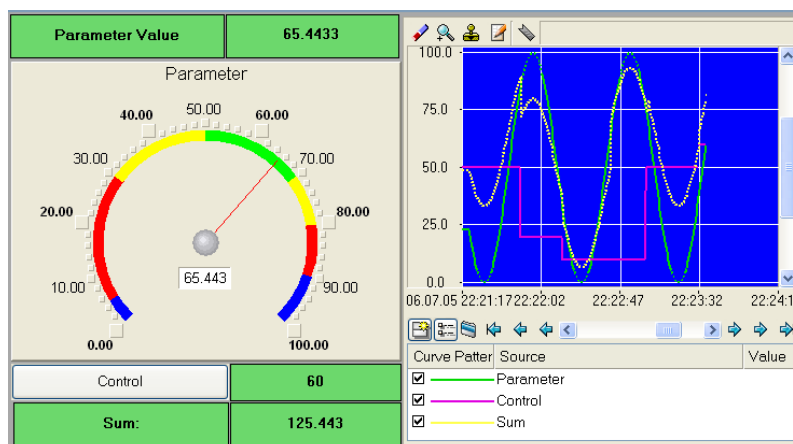 Parameter Value 65.4433
Parameter
50.00
40.00 60.00
30.00 70.00
20.00 80.00
65.443
10.00 90.00
0.00 100.00
Control 60
Sum: 125.443
100.0
75.0
50.0
25.0
0.0
06.07.05 22:21:17 22:22:02 22:22:47 22:23:32 22:24:1
Curve Patter Source Value
Parameter
Control
Sum